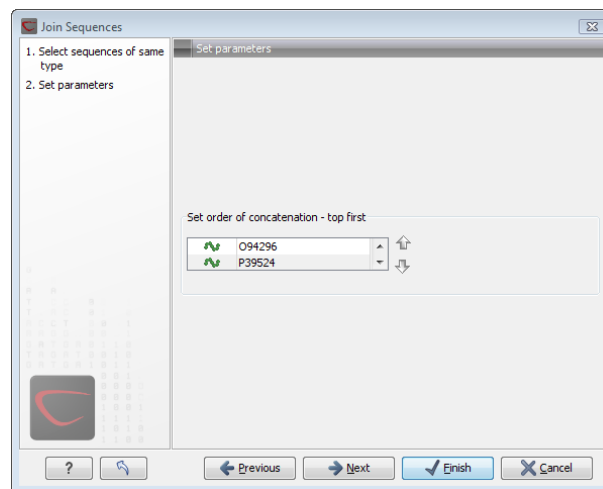 Join Sequences
1. Select sequences of same
type
2. Set parameters
Set parameters
Set order of concatenation - top first
O94296
P39524
?
Previous
Next
Finish
Cancel